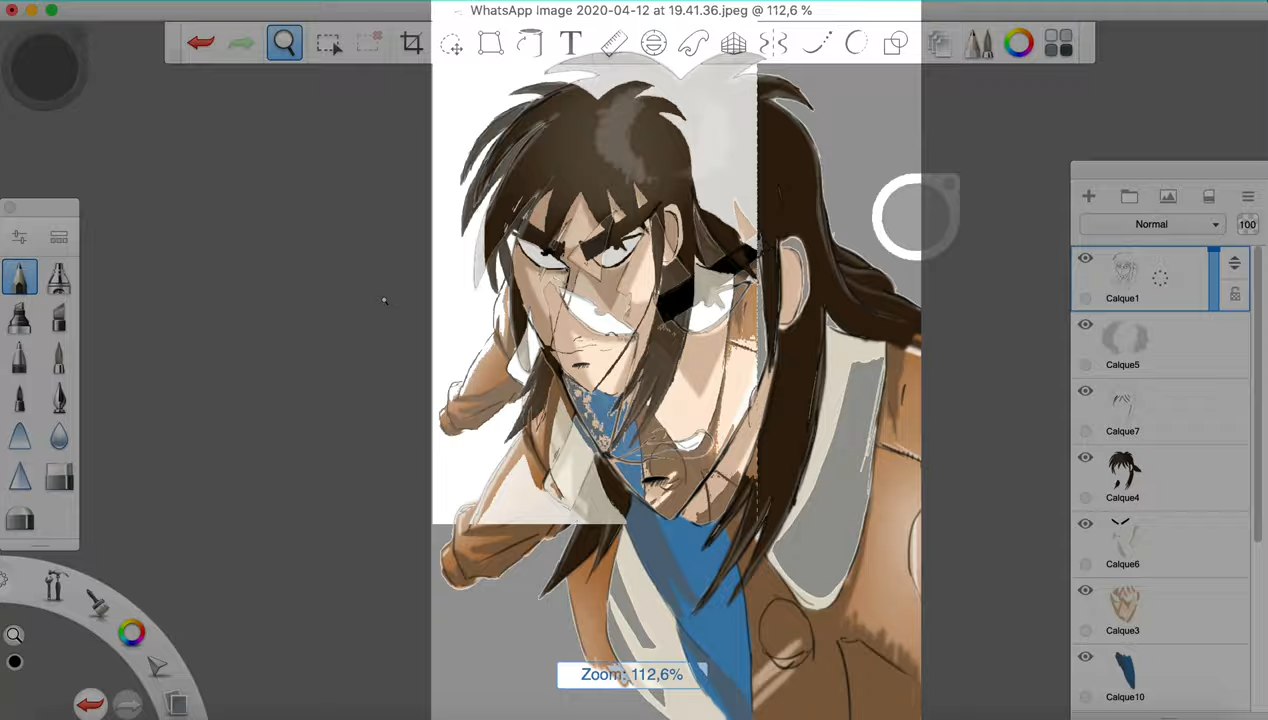 WhatsApp Image 2020-04-12 at 19.41.36.jpeg @ 112,6 %
T
Normal
100
Calque1
Calque5
Calque7
Calque4
Calque6
Calque3
Calque10
Zoom: 112,6%